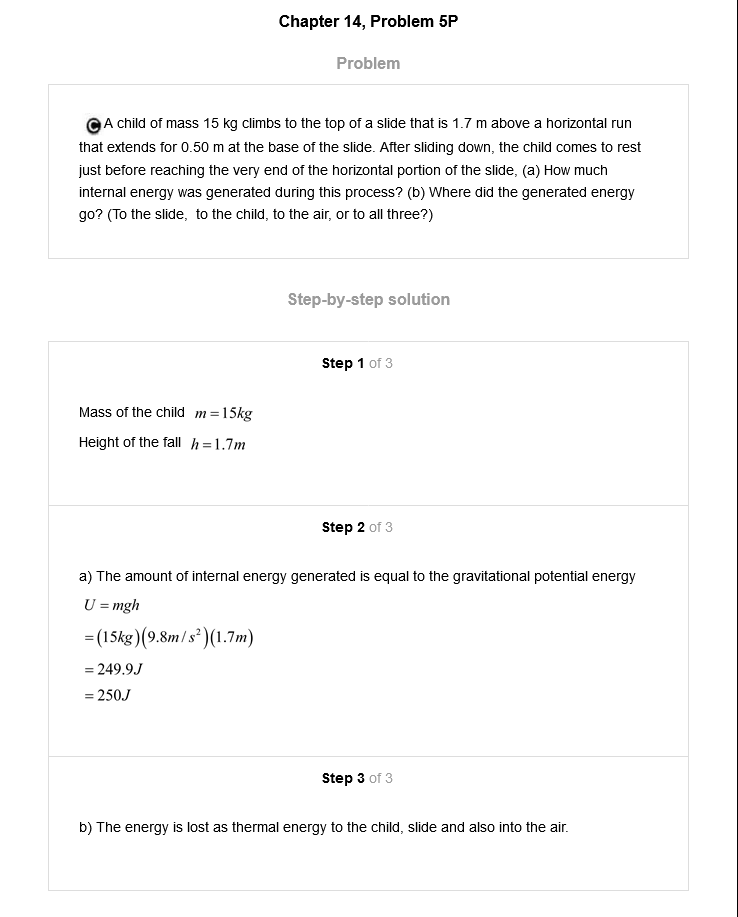 Chapter 14, Problem 5P
Problem
C A child of mass 15 kg climbs to the top of a slide that is 1.7 m above a horizontal run
that extends for 0.50 m at the base of the slide. After sliding down, the child comes to rest
just before reaching the very end of the horizontal portion of the slide, (a) How much
internal energy was generated during this process? (b) Where did the generated energy
go? (To the slide, to the child, to the air, or to all three?)
Step-by-step solution
Step 1 of 3
Mass of the child m = 15kg
Height of the fall h = 1.7m
Step 2 of 3
a) The amount of internal energy generated is equal to the gravitational potential energy
U = mgh
= (15kg)(9.8m/s²)(1.7m)
= 249.9J
= 250J
Step 3 of 3
b) The energy is lost as thermal energy to the child, slide and also into the air.